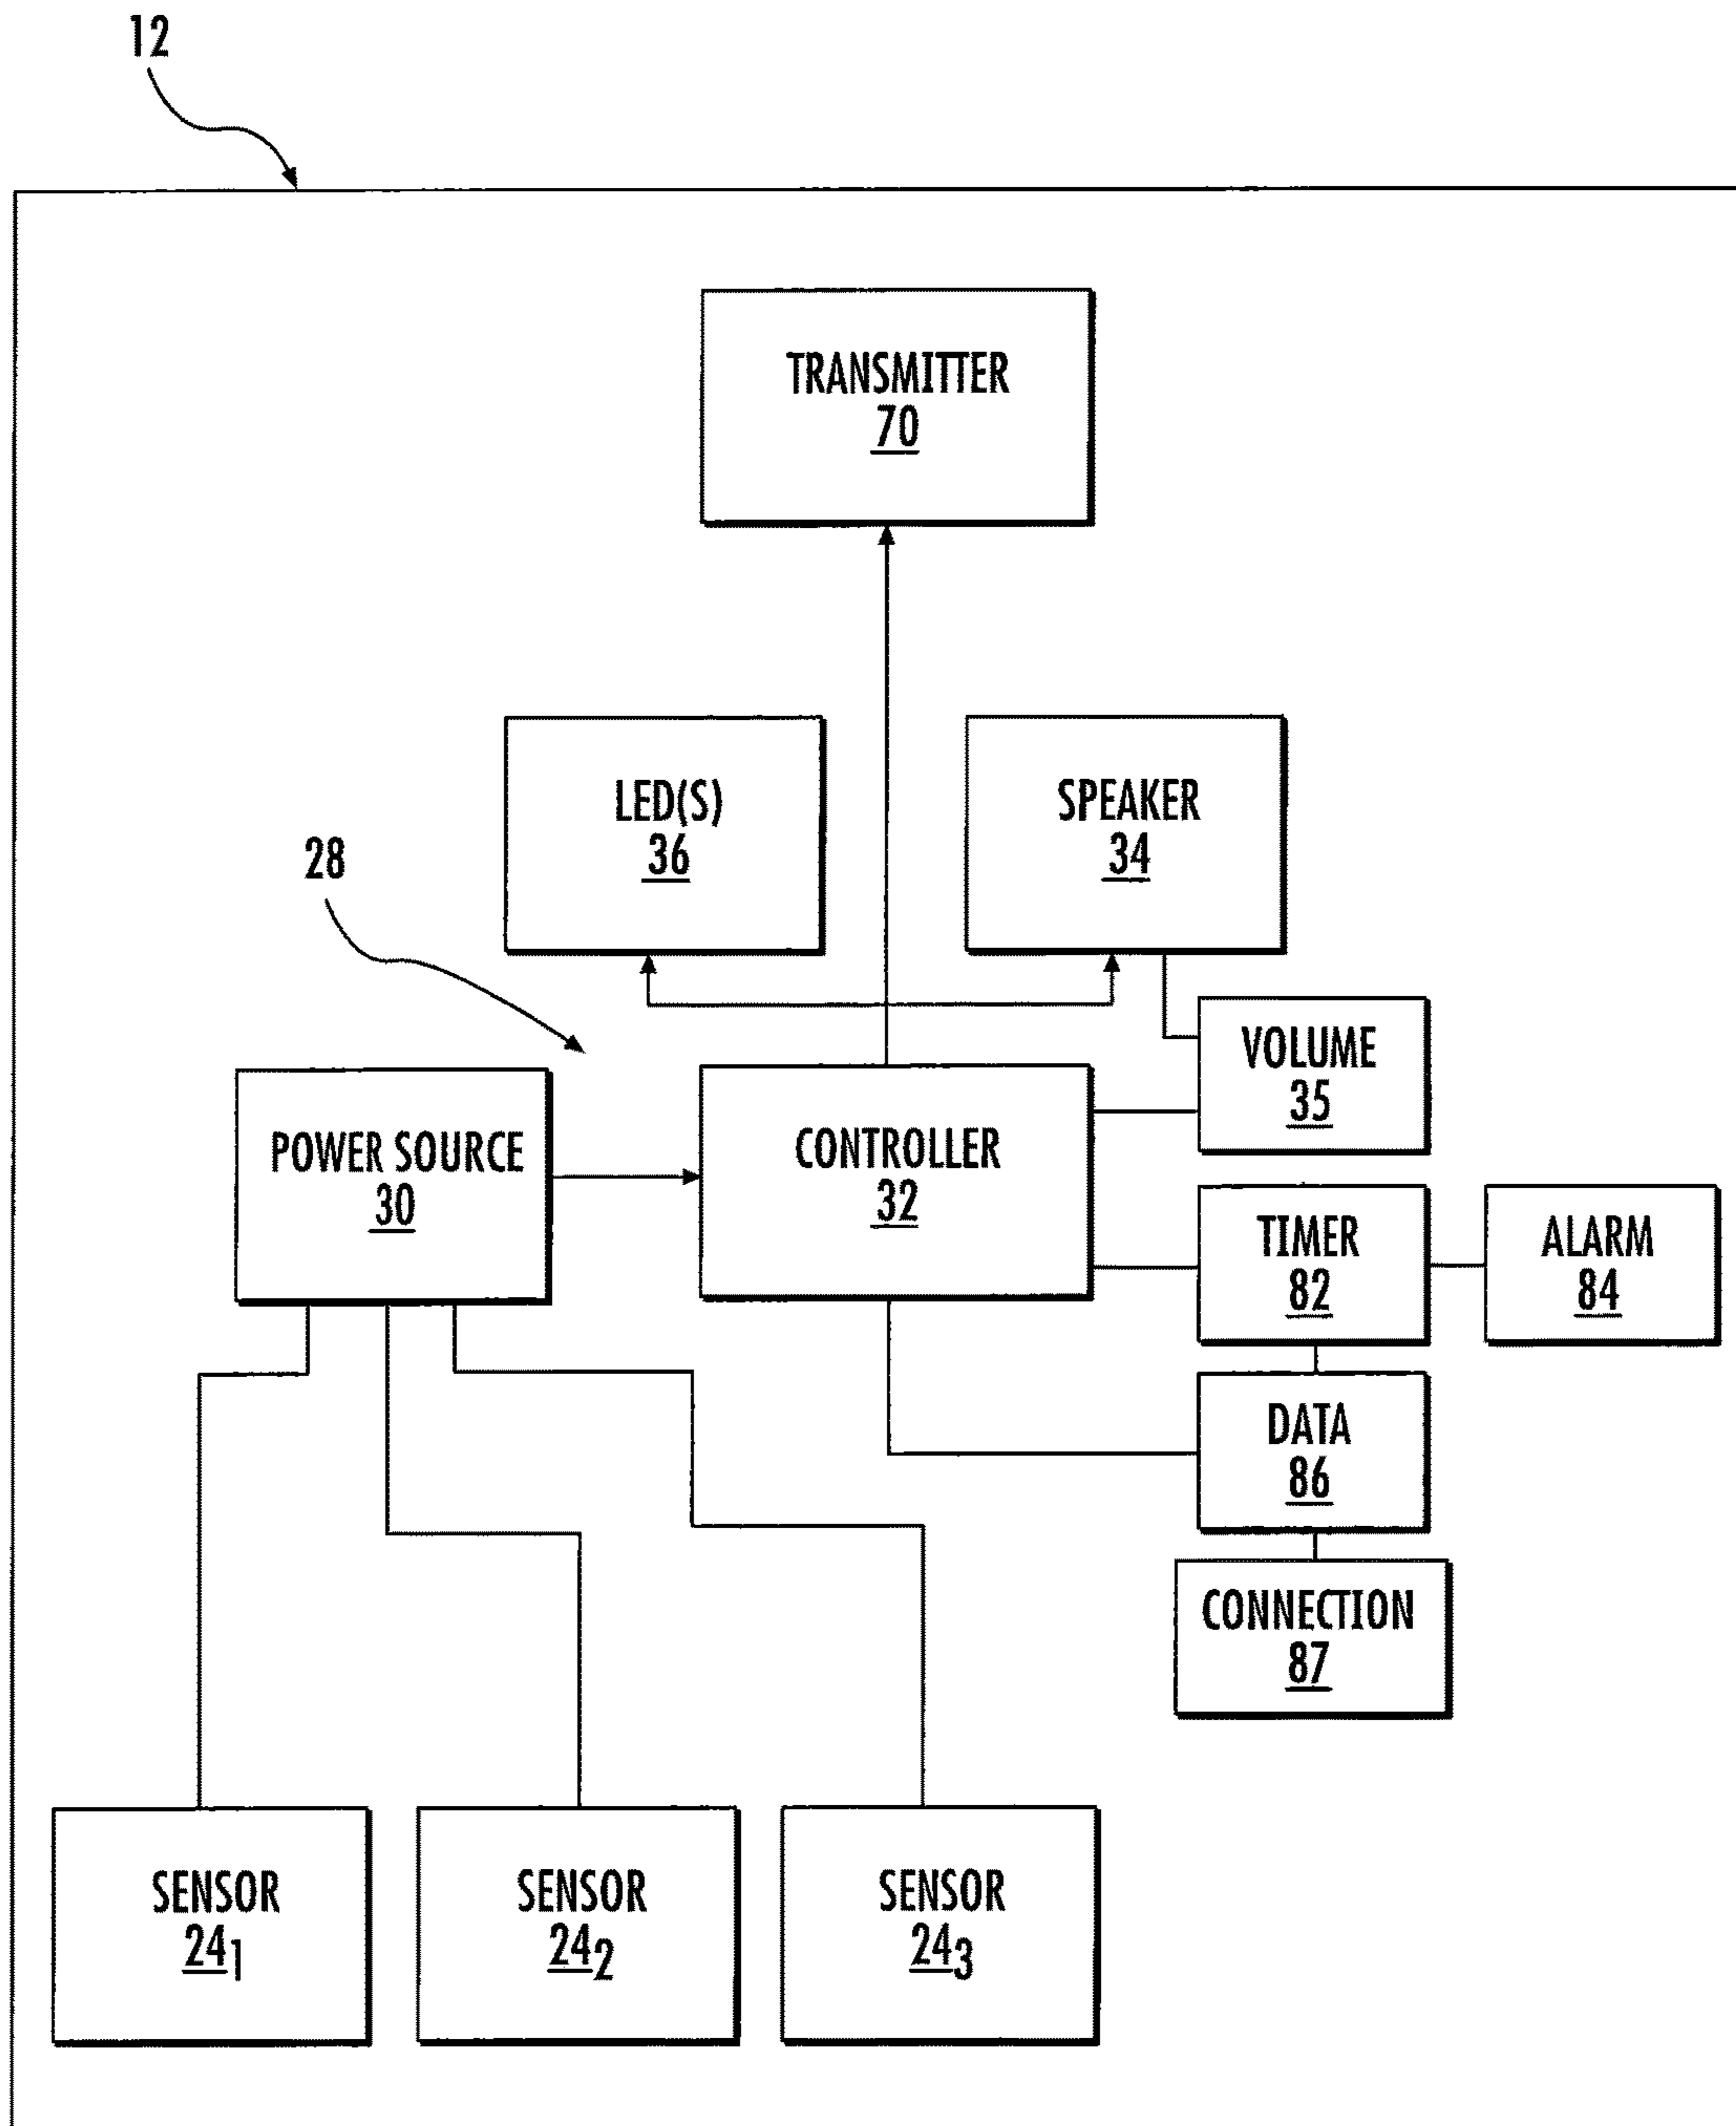 12
TRANSMITTER
70
LED(S)
36
SPEAKER
34
28
VOLUME
35
POWER SOURCE
30
CONTROLLER
32
TIMER
82
ALARM
84
DATA
86
CONNECTION
87
SENSOR
24₁
SENSOR
24₂
SENSOR
24₃